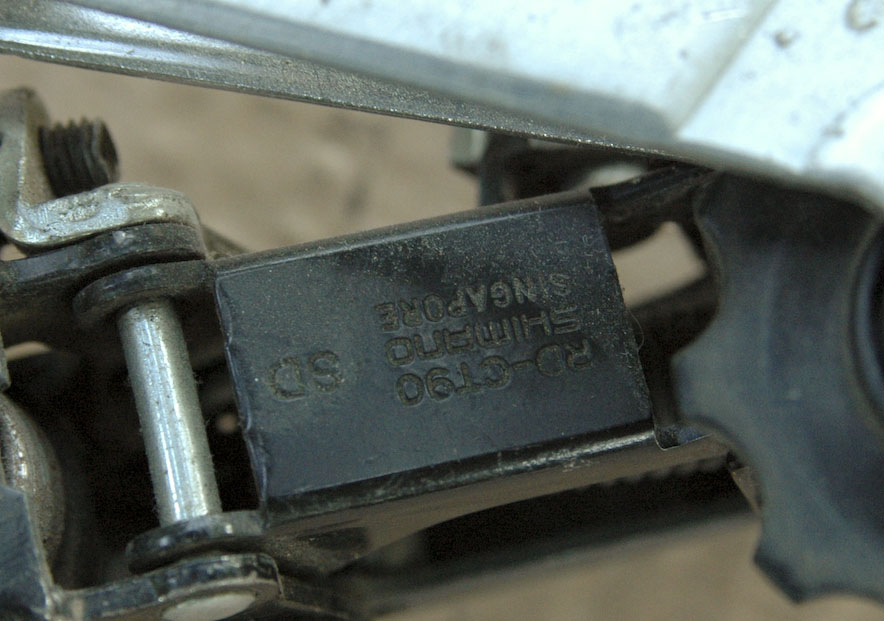 RD-CT90
SHIMANO
SINGAPORE
SD